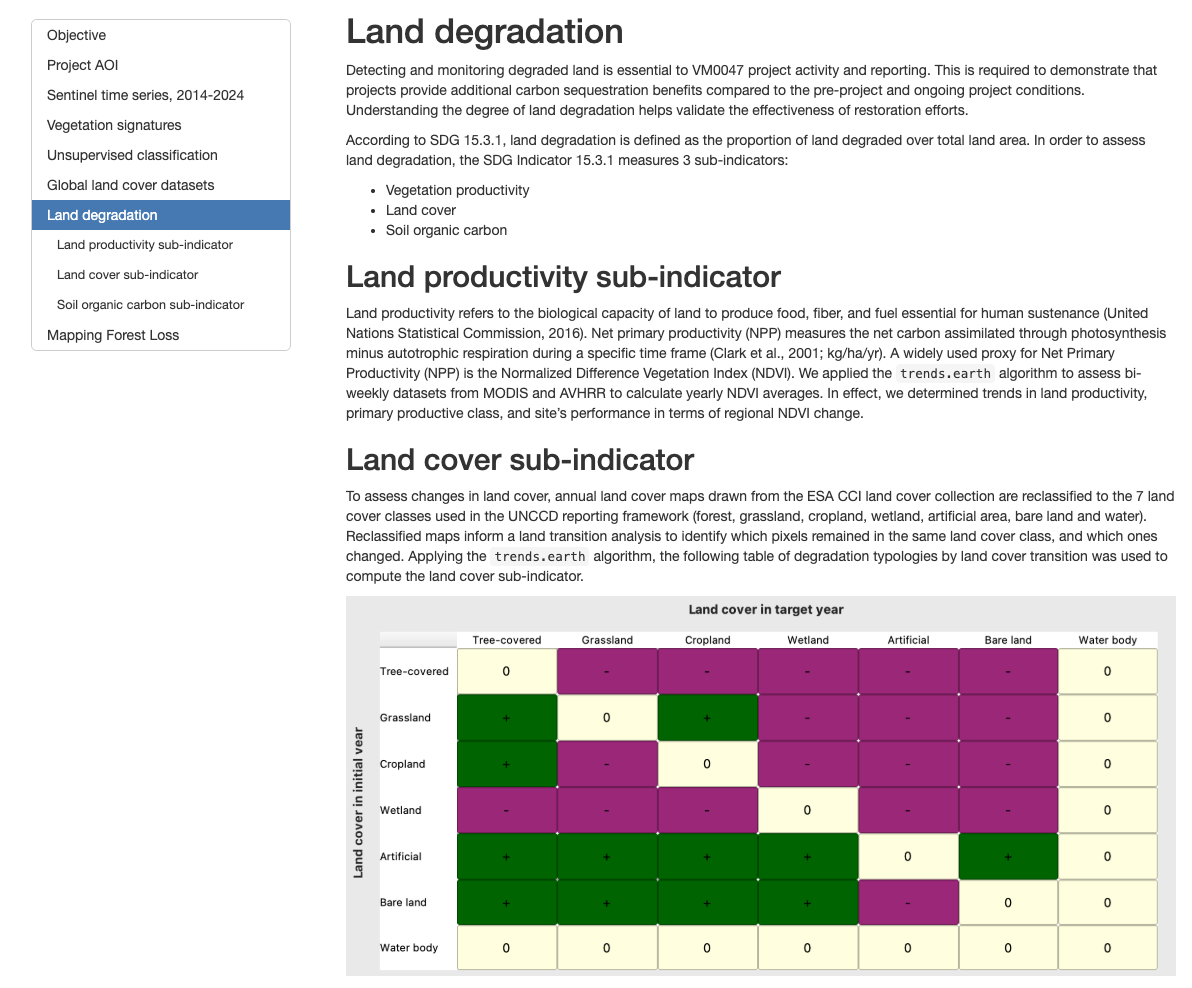 Objective
Project AOI
Sentinel time series, 2014-2024
Vegetation signatures
Unsupervised classification
Global land cover datasets
Land degradation
Land productivity sub-indicator
Land cover sub-indicator
Soil organic carbon sub-indicator
Mapping Forest Loss
Land degradation
Detecting and monitoring degraded land is essential to VM0047 project activity and reporting. This is required to demonstrate that
projects provide additional carbon sequestration benefits compared to the pre-project and ongoing project conditions.
Understanding the degree of land degradation helps validate the effectiveness of restoration efforts.
According to SDG 15.3.1, land degradation is defined as the proportion of land degraded over total land area. In order to assess
land degradation, the SDG Indicator 15.3.1 measures 3 sub-indicators:
• Vegetation productivity
• Land cover
• Soil organic carbon
Land productivity sub-indicator
Land productivity refers to the biological capacity of land to produce food, fiber, and fuel essential for human sustenance (United
Nations Statistical Commission, 2016). Net primary productivity (NPP) measures the net carbon assimilated through photosynthesis
minus autotrophic respiration during a specific time frame (Clark et al., 2001; kg/ha/yr). A widely used proxy for Net Primary
Productivity (NPP) is the Normalized Difference Vegetation Index (NDVI). We applied the trends.earth algorithm to assess bi-
weekly datasets from MODIS and AVHRR to calculate yearly NDVI averages. In effect, we determined trends in land productivity,
primary productive class, and site's performance in terms of regional NDVI change.
Land cover sub-indicator
To assess changes in land cover, annual land cover maps drawn from the ESA CCI land cover collection are reclassified to the 7 land
cover classes used in the UNCCD reporting framework (forest, grassland, cropland, wetland, artificial area, bare land and water).
Reclassified maps inform a land transition analysis to identify which pixels remained in the same land cover class, and which ones
changed. Applying the trends.earth algorithm, the following table of degradation typologies by land cover transition was used to
compute the land cover sub-indicator.
Land cover in target year
Land cover in initial year
Tree-covered Grassland Cropland Wetland Artificial Bare land Water body
Tree-covered 0 - - - - - 0
Grassland + 0 + - - - 0
Cropland + - 0 - - - 0
Wetland - - - 0 - - 0
Artificial + + + + 0 + 0
Bare land + + + + - 0 0
Water body 0 0 0 0 0 0 0